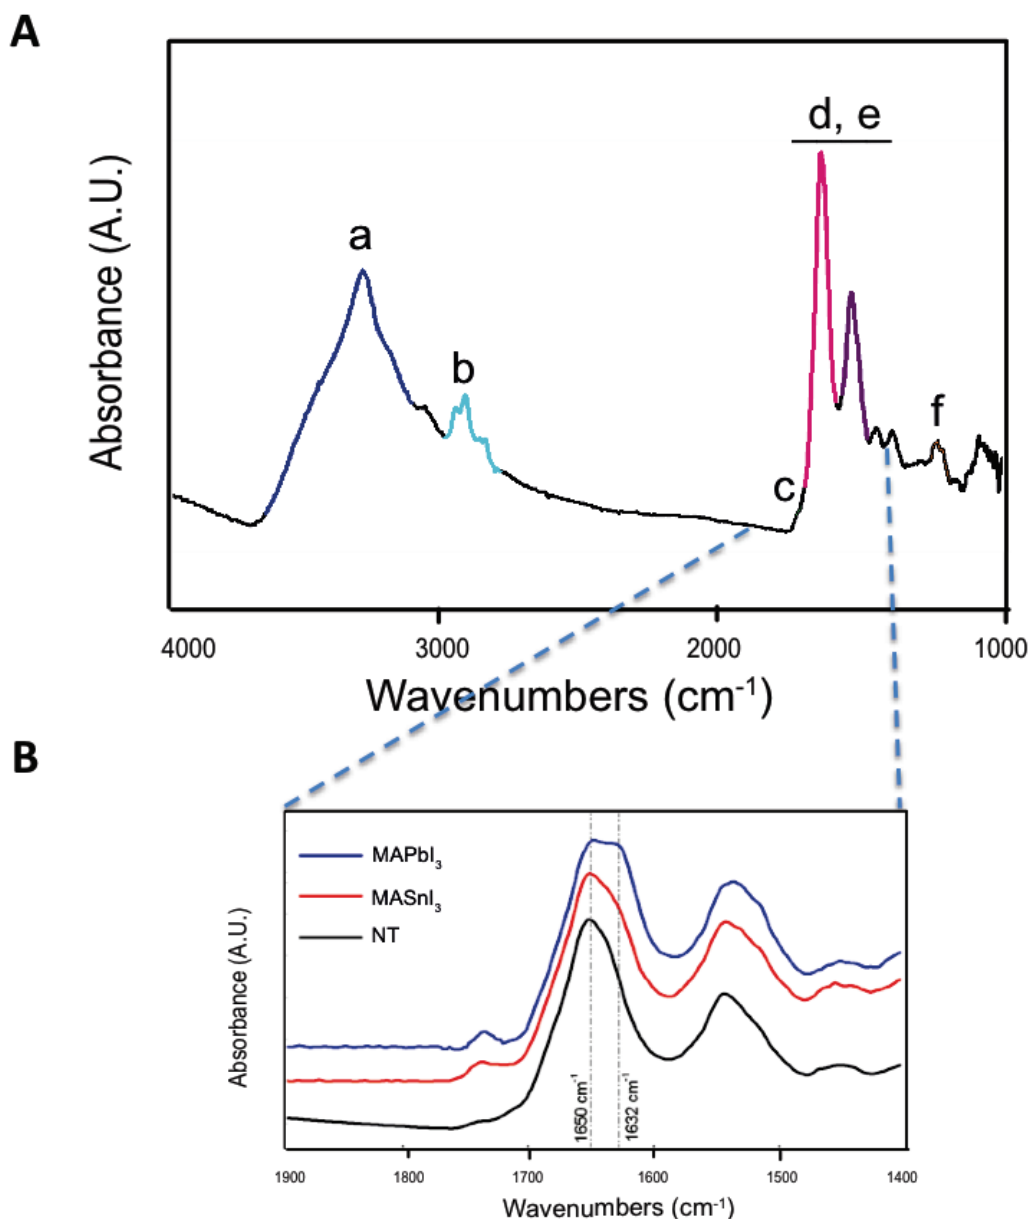 A
d, e
a
b
f
c
Absorbance (A.U.)
4000 3000 2000 1000
Wavenumbers (cm-1)
B
MAPbI3
MASnI3
NT
Absorbance (A.U.)
1650 cm-1
1632 cm-1
1900 1800 1700 1600 1500 1400
Wavenumbers (cm-1)